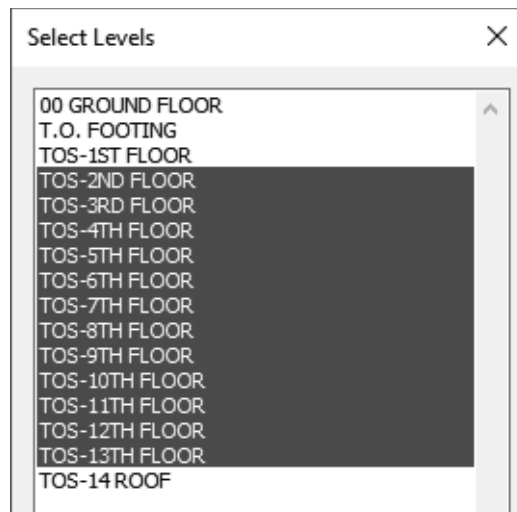 Select Levels
00 GROUND FLOOR
T.O. FOOTING
TOS-1ST FLOOR
TOS-2ND FLOOR
TOS-3RD FLOOR
TOS-4TH FLOOR
TOS-5TH FLOOR
TOS-6TH FLOOR
TOS-7TH FLOOR
TOS-8TH FLOOR
TOS-9TH FLOOR
TOS-10TH FLOOR
TOS-11TH FLOOR
TOS-12TH FLOOR
TOS-13TH FLOOR
TOS-14 ROOF